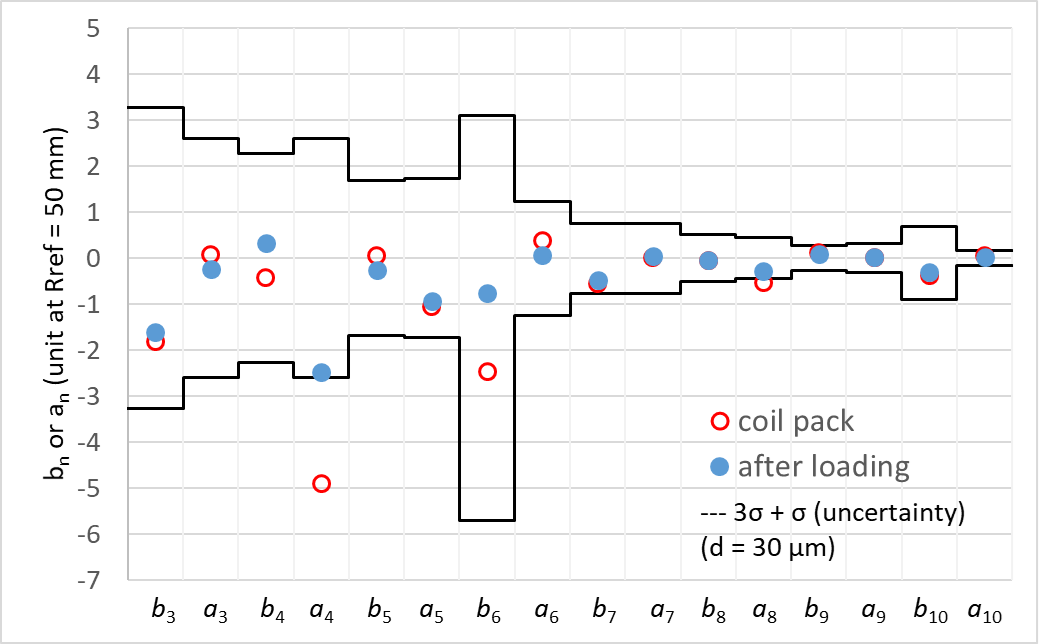 5
4
3
2
1
0
-1
-2
-3
-4
-5
-6
-7
bₙ or aₙ (unit at Rref = 50 mm)
coil pack
after loading
--- 3σ + σ (uncertainty)
(d = 30 µm)
b₃ a₃ b₄ a₄ b₅ a₅ b₆ a₆ b₇ a₇ b₈ a₈ b₉ a₉ b₁₀ a₁₀